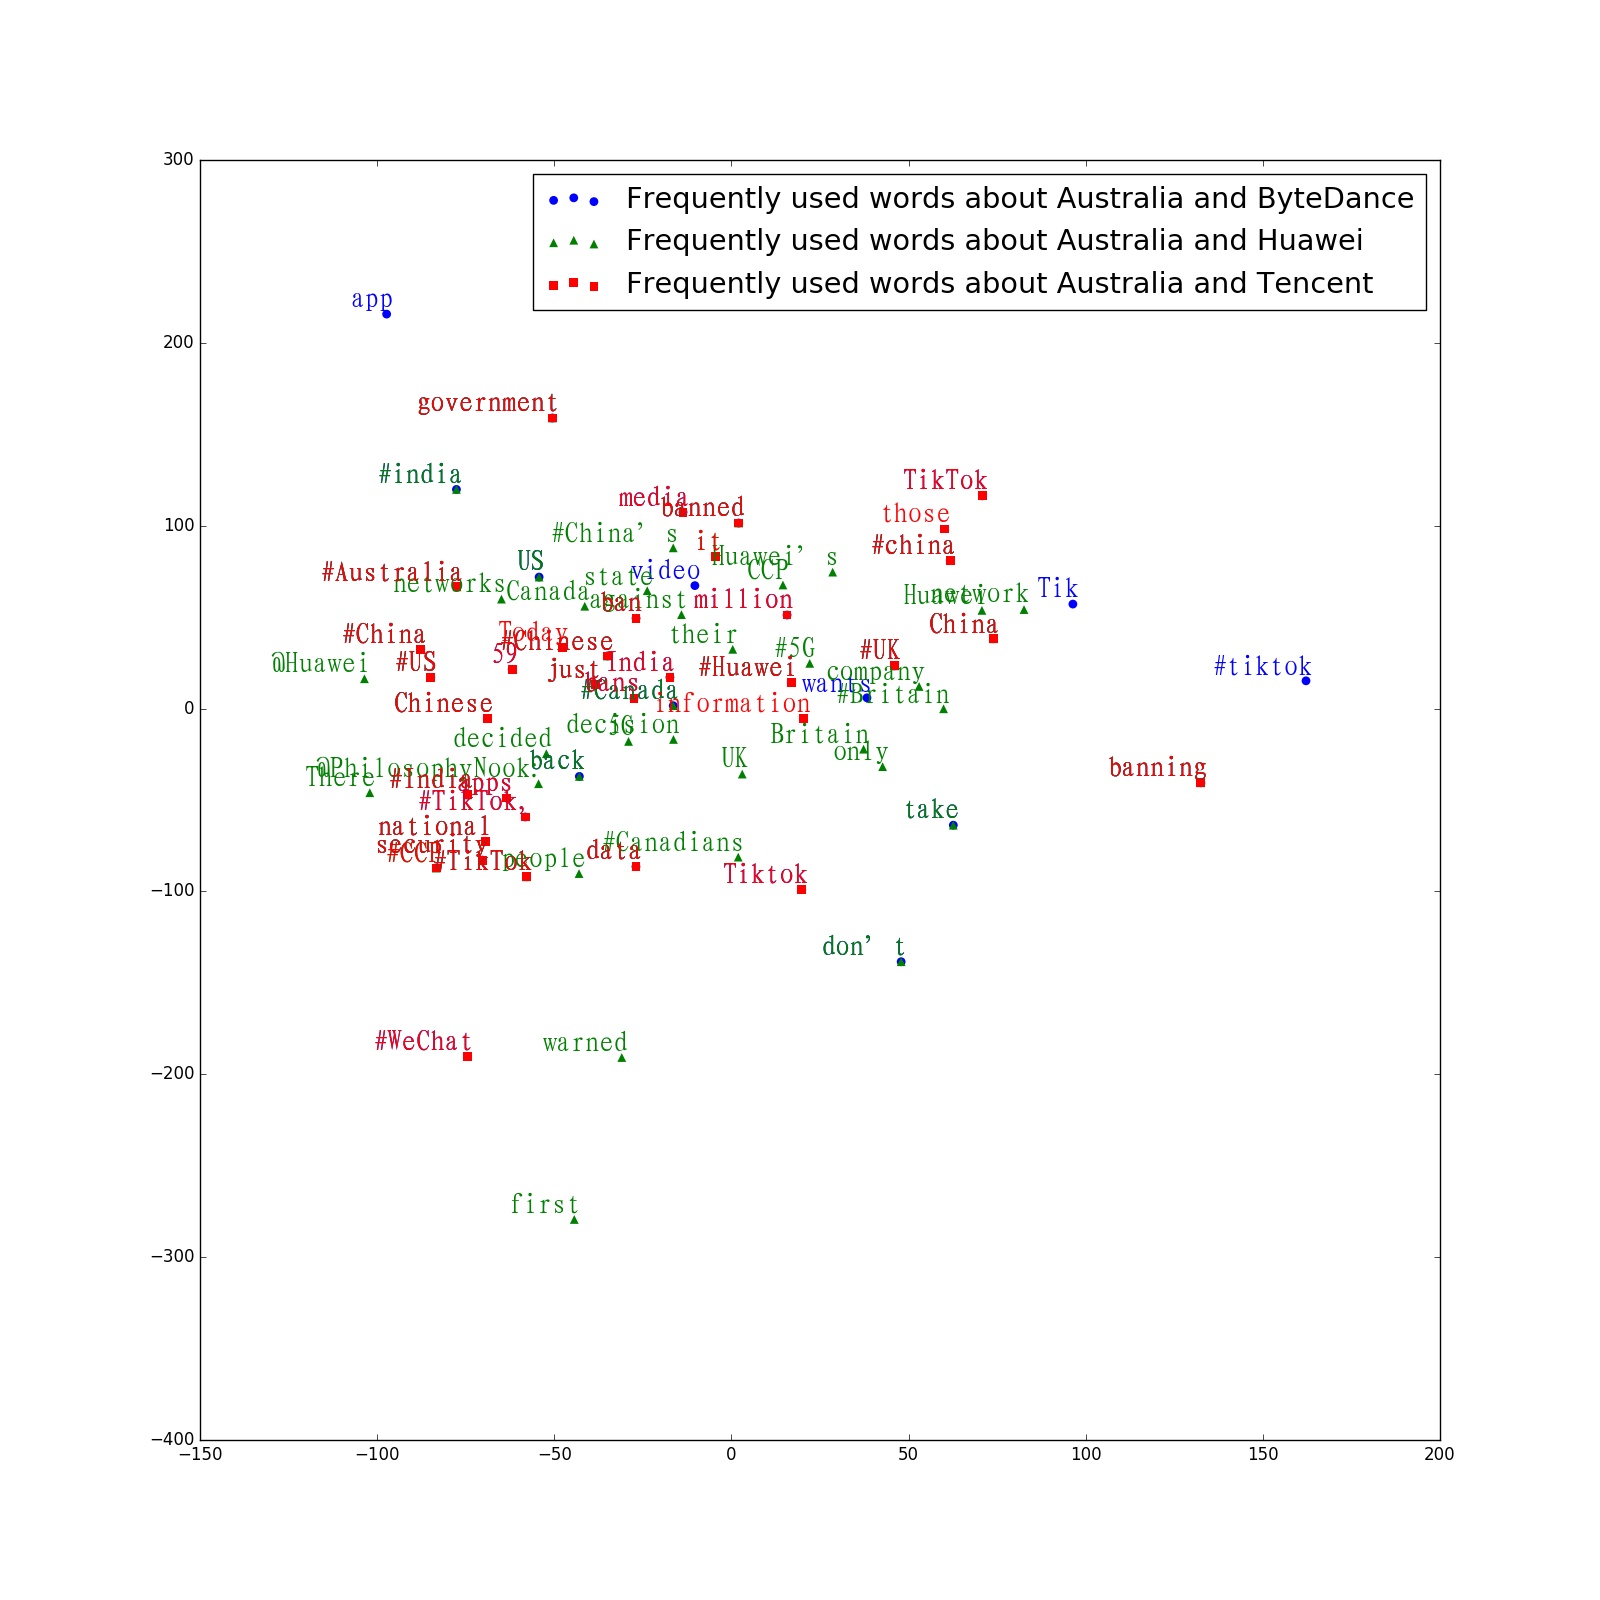 300
Frequently used words about Australia and ByteDance
Frequently used words about Australia and Huawei
Frequently used words about Australia and Tencent
app
200
government
#india
TikTok
media
banned
those
100
#China’ s
it
#china
Huawei’ s
US
CCP
#Australia
video
state
networks
Canada
Tik
Huawei
network
against
ban
million
China
Today
#China
their
#Chinese
59
#5G
#UK
@Huawei
#US
India
#Huawei
#tiktok
just
company
bans
wants
#Canada
#Britain
Chinese
information
0
decision
5G
decided
Britain
only
back
UK
@PhilosophyNook:
There
#India
apps
banning
#TikTok,
take
national
#Canadians
security
#CCP
data
#TikTok
people
Tiktok
−100
don’ t
#WeChat
warned
−200
first
−300
−400
−150
−100
−50
0
50
100
150
200